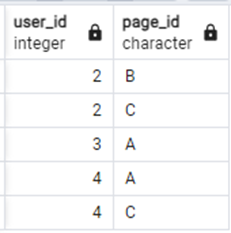 user_id page_id
integer character
2 B
2 C
3 A
4 A
4 C